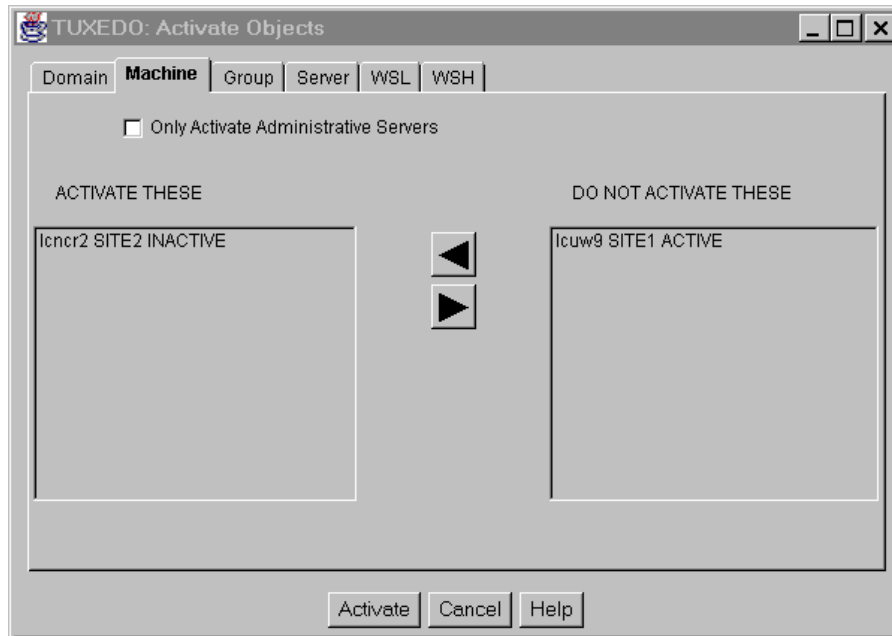 TUXEDO: Activate Objects
Domain Machine Group Server WSL WSH
Only Activate Administrative Servers
ACTIVATE THESE DO NOT ACTIVATE THESE
lcncr2 SITE2 INACTIVE lcuw9 SITE1 ACTIVE
Activate Cancel Help